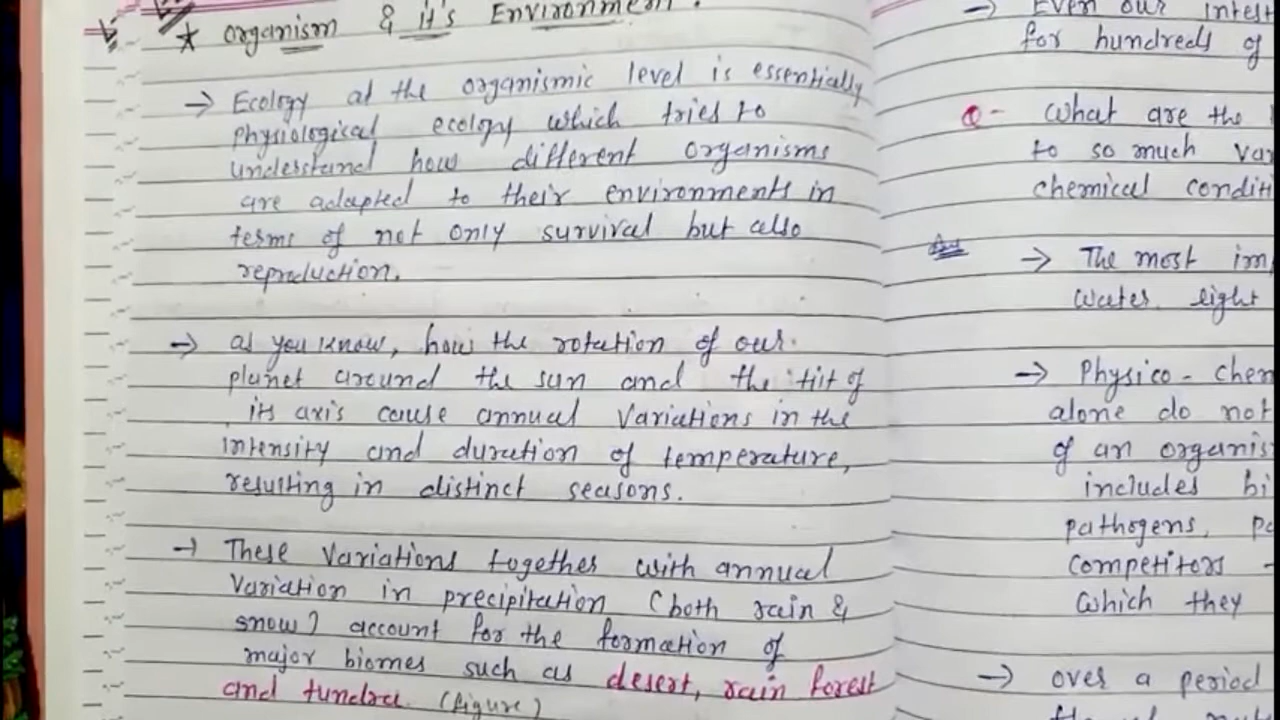 * organism & it's Environment.
→ Ecology at the organismic level is essentially
physiological ecology which tries to
understand how different organisms
are adapted to their environments in
terms of not only survival but also
reproduction.
→ as you know, how the rotation of our
planet around the sun and the tilt of
its axis cause annual variations in the
intensity and duration of temperature,
resulting in distinct seasons.
→ These variations together with annual
variation in precipitation (both rain &
snow) account for the formation of
major biomes such as desert, rain forest
and tundra. (figure)
→ Even our intest
for hundreds of
Q- What are the
to so much var
chemical conditi
→ The most im
water, light
→ Physico-chem
alone do not
of an organis
includes bi
pathogens, pa
competitors
which they
→ over a period